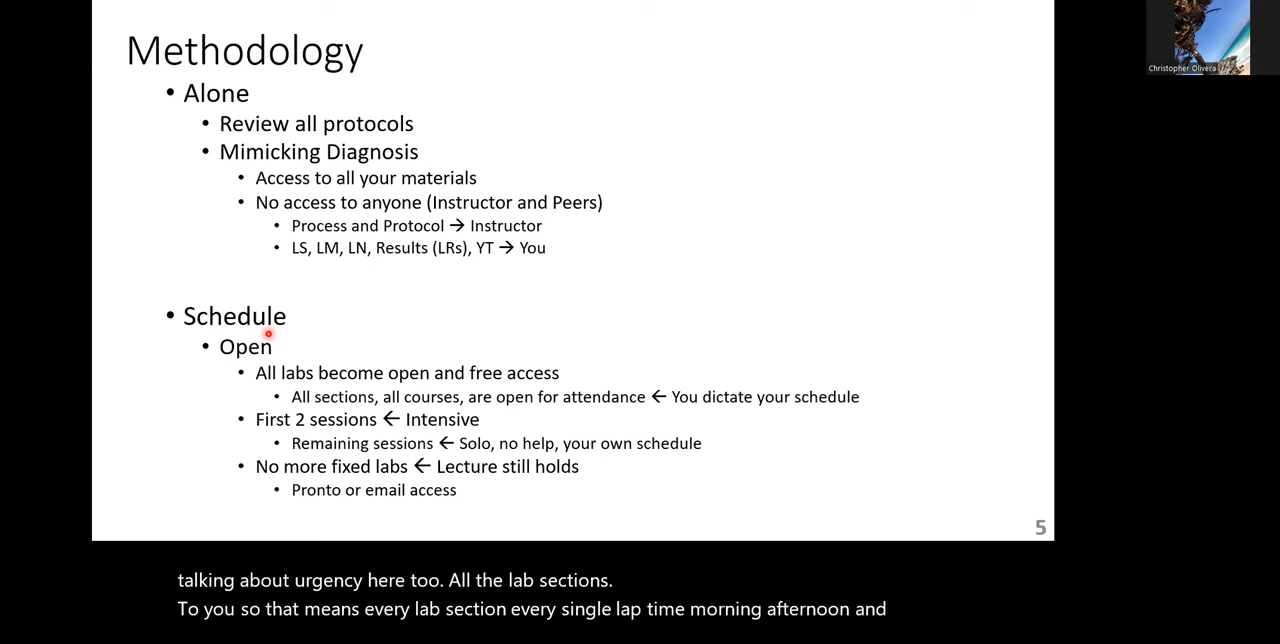 Methodology
Christopher Olivera
• Alone
• Review all protocols
• Mimicking Diagnosis
• Access to all your materials
• No access to anyone (Instructor and Peers)
• Process and Protocol → Instructor
• LS, LM, LN, Results (LRs), YT → You
• Schedule
• Open
• All labs become open and free access
• All sections, all courses, are open for attendance ← You dictate your schedule
• First 2 sessions ← Intensive
• Remaining sessions ← Solo, no help, your own schedule
• No more fixed labs ← Lecture still holds
• Pronto or email access
5
talking about urgency here too. All the lab sections.
To you so that means every lab section every single lap time morning afternoon and